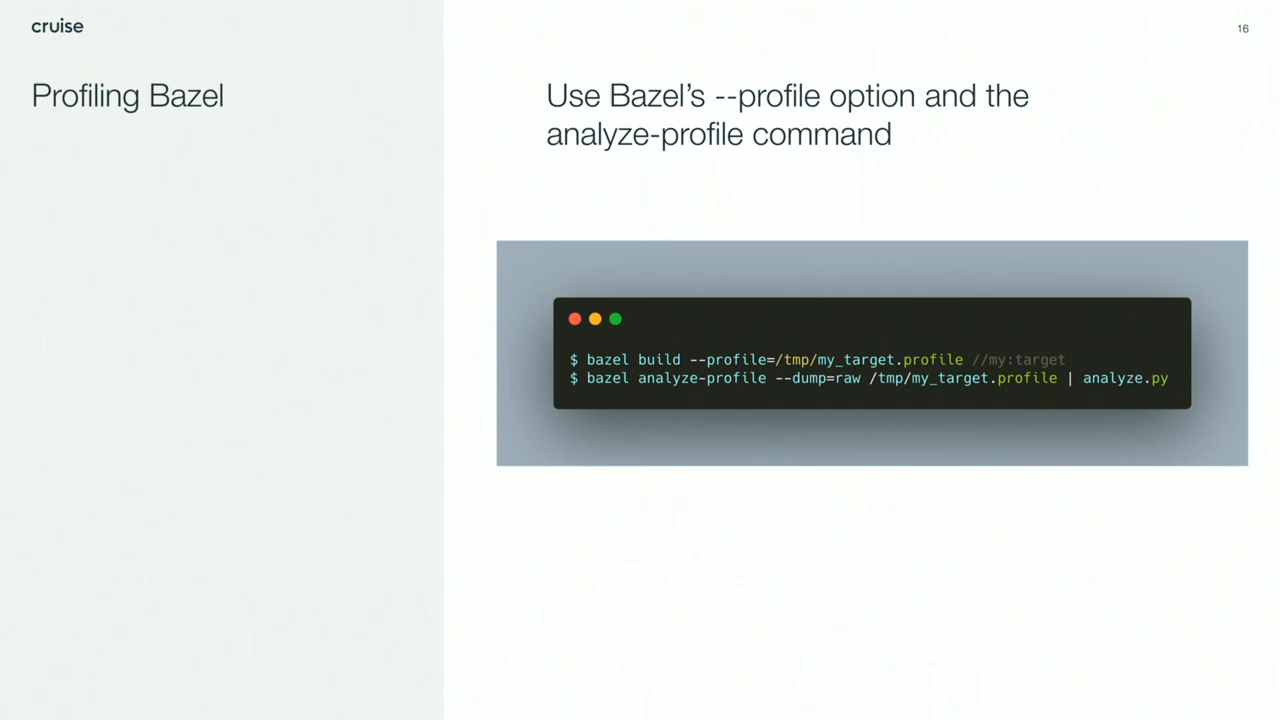 cruise
16
Profiling Bazel
Use Bazel's --profile option and the
analyze-profile command
$ bazel build --profile=/tmp/my_target.profile //my:target
$ bazel analyze-profile --dump=raw /tmp/my_target.profile | analyze.py